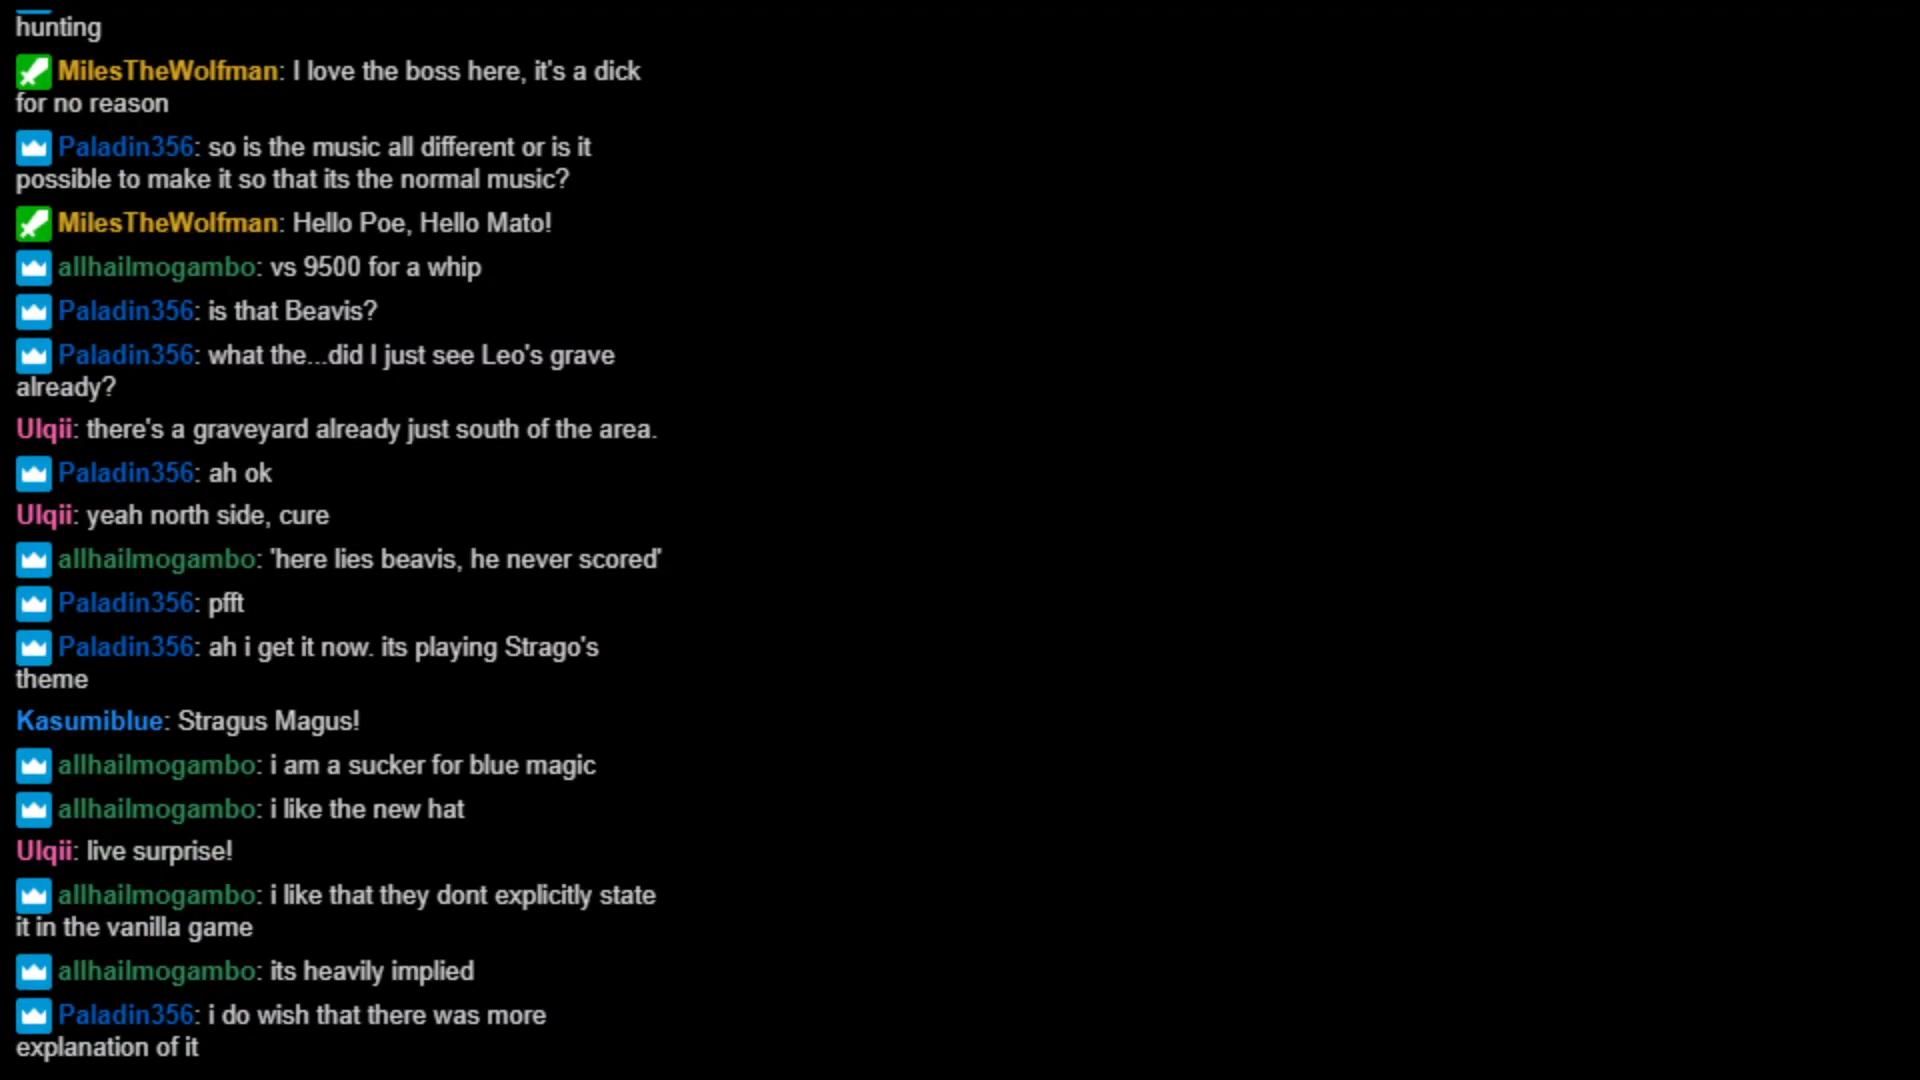 hunting
MilesTheWolfman: I love the boss here, it's a dick
for no reason
Paladin356: so is the music all different or is it
possible to make it so that its the normal music?
MilesTheWolfman: Hello Poe, Hello Mato!
allhailmogambo: vs 9500 for a whip
Paladin356: is that Beavis?
Paladin356: what the...did I just see Leo's grave
already?
Ulqii: there's a graveyard already just south of the area.
Paladin356: ah ok
Ulqii: yeah north side, cure
allhailmogambo: 'here lies beavis, he never scored'
Paladin356: pfft
Paladin356: ah i get it now. its playing Strago's
theme
Kasumiblue: Stragus Magus!
allhailmogambo: i am a sucker for blue magic
allhailmogambo: i like the new hat
Ulqii: live surprise!
allhailmogambo: i like that they dont explicitly state
it in the vanilla game
allhailmogambo: its heavily implied
Paladin356: i do wish that there was more
explanation of it